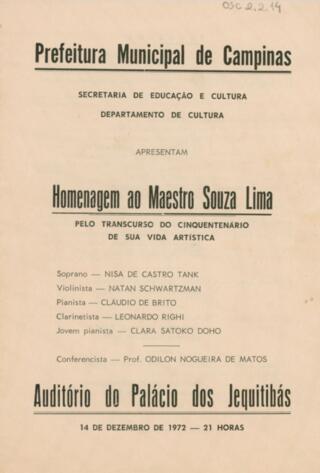 OSC 2.2.14
Prefeitura Municipal de Campinas
SECRETARIA DE EDUCAÇÃO E CULTURA
DEPARTAMENTO DE CULTURA
APRESENTAM
Homenagem ao Maestro Souza Lima
PELO TRANSCURSO DO CINQUENTENÁRIO
DE SUA VIDA ARTÍSTICA
Soprano — NISA DE CASTRO TANK
Violinista — NATAN SCHWARTZMAN
Pianista — CLÁUDIO DE BRITO
Clarinetista — LEONARDO RIGHI
Jovem pianista — CLARA SATOKO DOHO
Conferencista — Prof. ODILON NOGUEIRA DE MATOS
Auditório do Palácio dos Jequitibás
14 DE DEZEMBRO DE 1972 — 21 HORAS